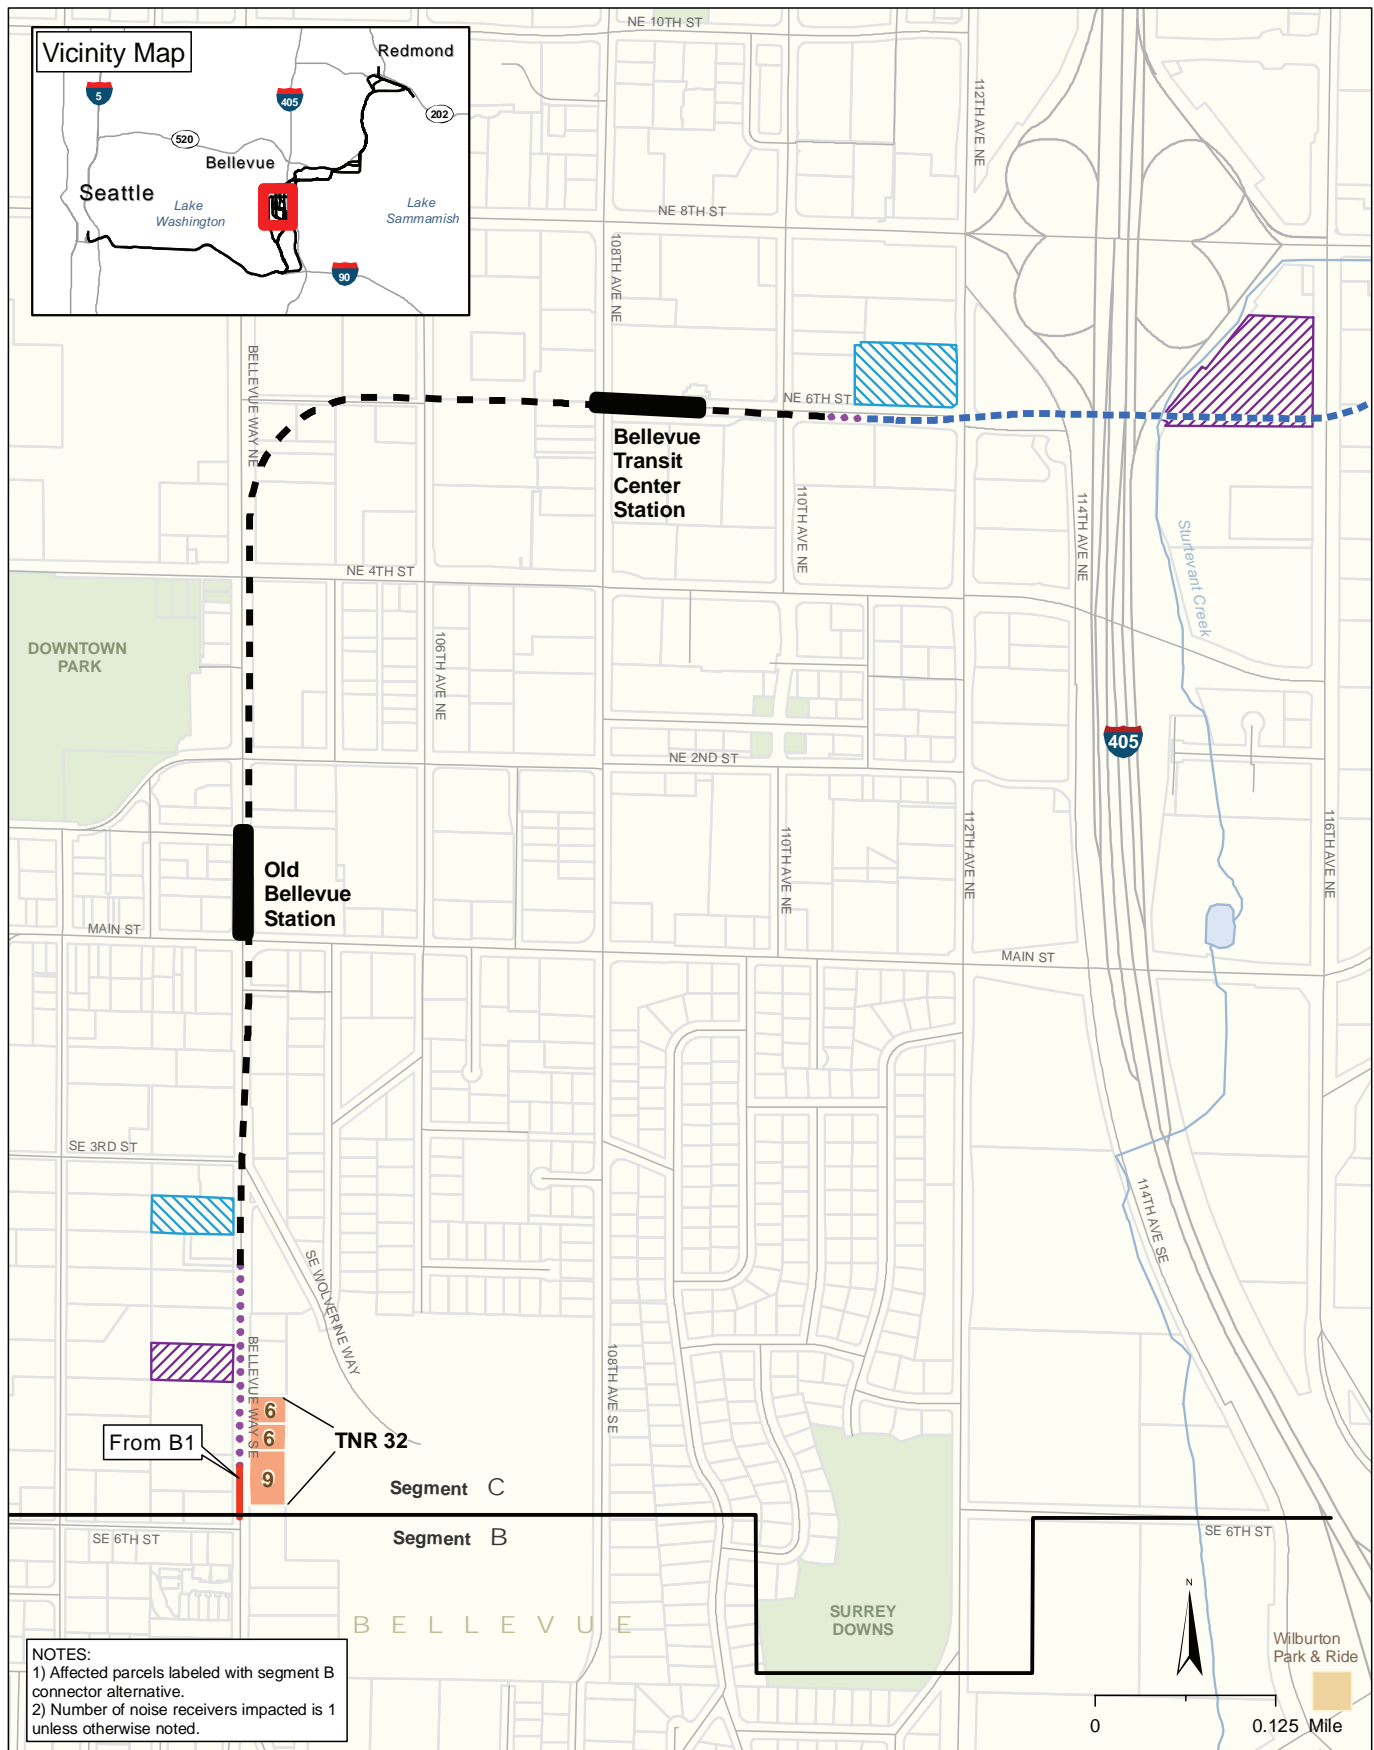 Vicinity Map
Redmond
5
405
202
520
Bellevue
Seattle
Lake
Washington
Lake
Sammamish
90
NE 10TH ST
112TH AVE NE
NE 8TH ST
108TH AVE NE
BELLEVUE WAY NE
NE 6TH ST
Bellevue
Transit
Center
Station
110TH AVE NE
114TH AVE NE
Sturtevant Creek
NE 4TH ST
DOWNTOWN
PARK
106TH AVE NE
405
NE 2ND ST
110TH AVE NE
112TH AVE NE
116TH AVE NE
Old
Bellevue
Station
MAIN ST
MAIN ST
SE 3RD ST
114TH AVE SE
SE WOLVERINE WAY
BELLEVUE WAY SE
108TH AVE SE
6
6
9
TNR 32
From B1
Segment C
Segment B
SE 6TH ST
SE 6TH ST
BELLEVUE
SURREY
DOWNS
N
Wilburton
Park & Ride
0
0.125 Mile
NOTES:
1) Affected parcels labeled with segment B
connector alternative.
2) Number of noise receivers impacted is 1
unless otherwise noted.